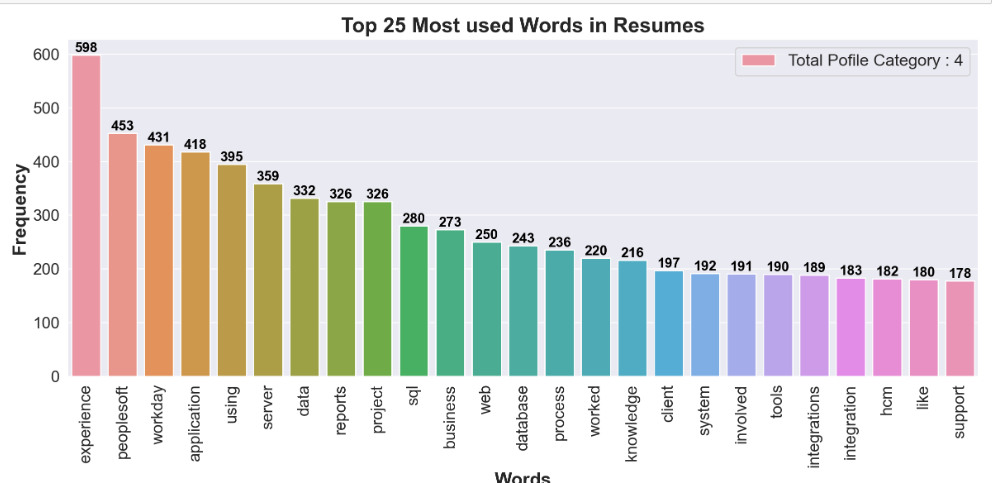 Top 25 Most used Words in Resumes
Total Pofile Category : 4
Frequency
600
500
400
300
200
100
0
598
453
431
418
395
359
332
326
326
280
273
250
243
236
220
216
197
192
191
190
189
183
182
180
178
experience
peoplesoft
workday
application
using
server
data
reports
project
sql
business
web
database
process
worked
knowledge
client
system
involved
tools
integrations
integration
hcm
like
support
Words